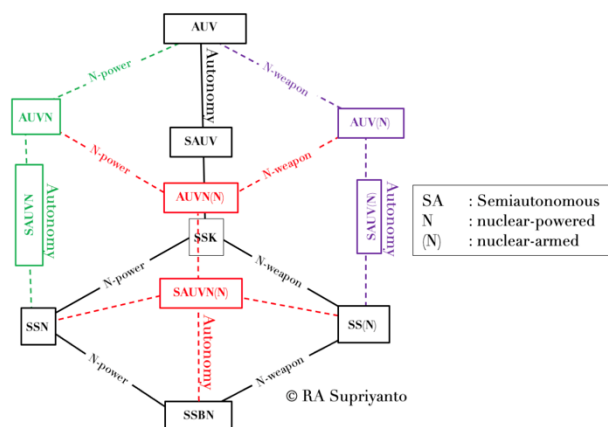 AUV
N-power
Autonomy
N-weapon
AUVN
AUV(N)
SAUV
N-power
N-weapon
SAUVN
Autonomy
AUVN(N)
SAUV(N)
Autonomy
SA : Semiautonomous
N : nuclear-powered
(N) : nuclear-armed
SSK
N-power
N-weapon
SAUVN(N)
SSN
SS(N)
Autonomy
N-power
N-weapon
SSBN
© RA Supriyanto